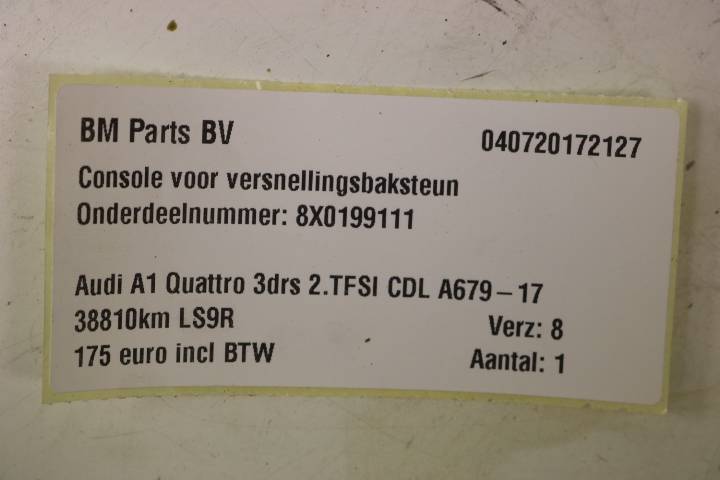 BM Parts BV 040720172127
Console voor versnellingsbaksteun
Onderdeelnummer: 8X0199111
Audi A1 Quattro 3drs 2.TFSI CDL A679-17
38810km LS9R Verz: 8
175 euro incl BTW Aantal: 1